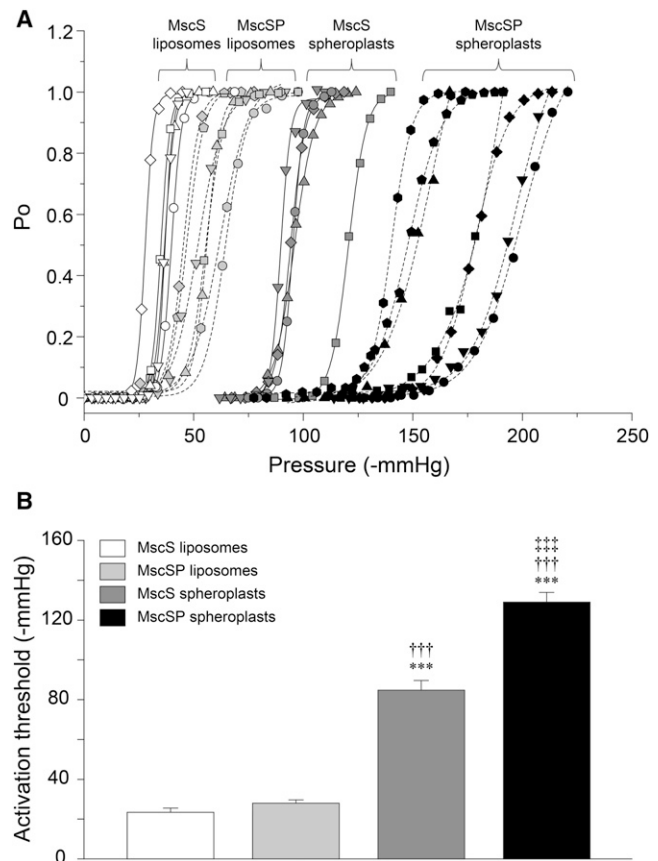 A
MscS
liposomes
MscSP
liposomes
MscS
spheroplasts
MscSP
spheroplasts
1.2
1.0
0.8
0.6
0.4
0.2
0
Po
0
50
100
150
200
250
Pressure (-mmHg)
B
160
120
80
40
0
Activation threshold (-mmHg)
MscS liposomes
MscSP liposomes
MscS spheroplasts
MscSP spheroplasts
†††
***
‡‡‡
‡‡‡
†††
***